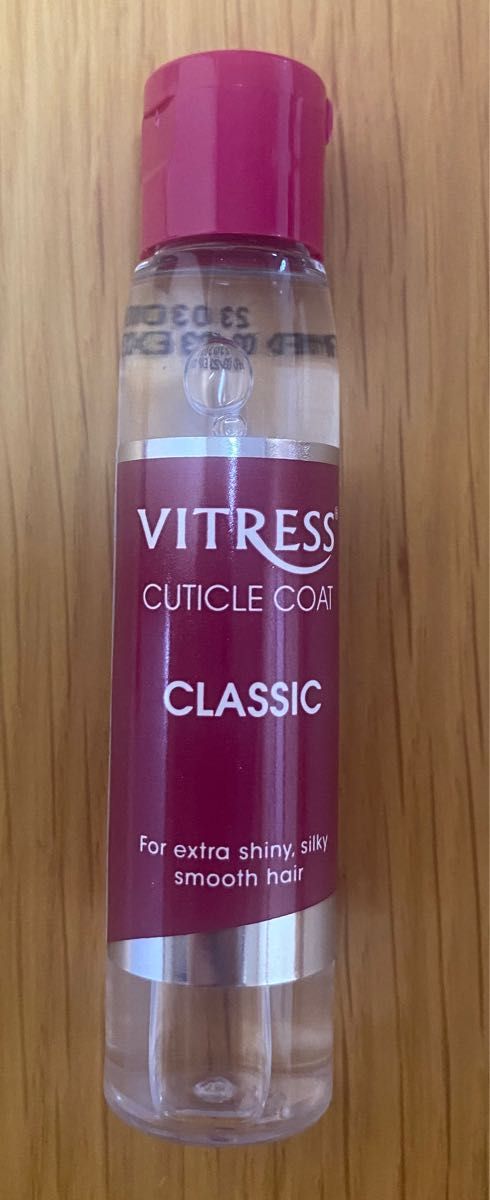 VITRESS®
CUTICLE COAT
CLASSIC
For extra shiny, silky
smooth hair